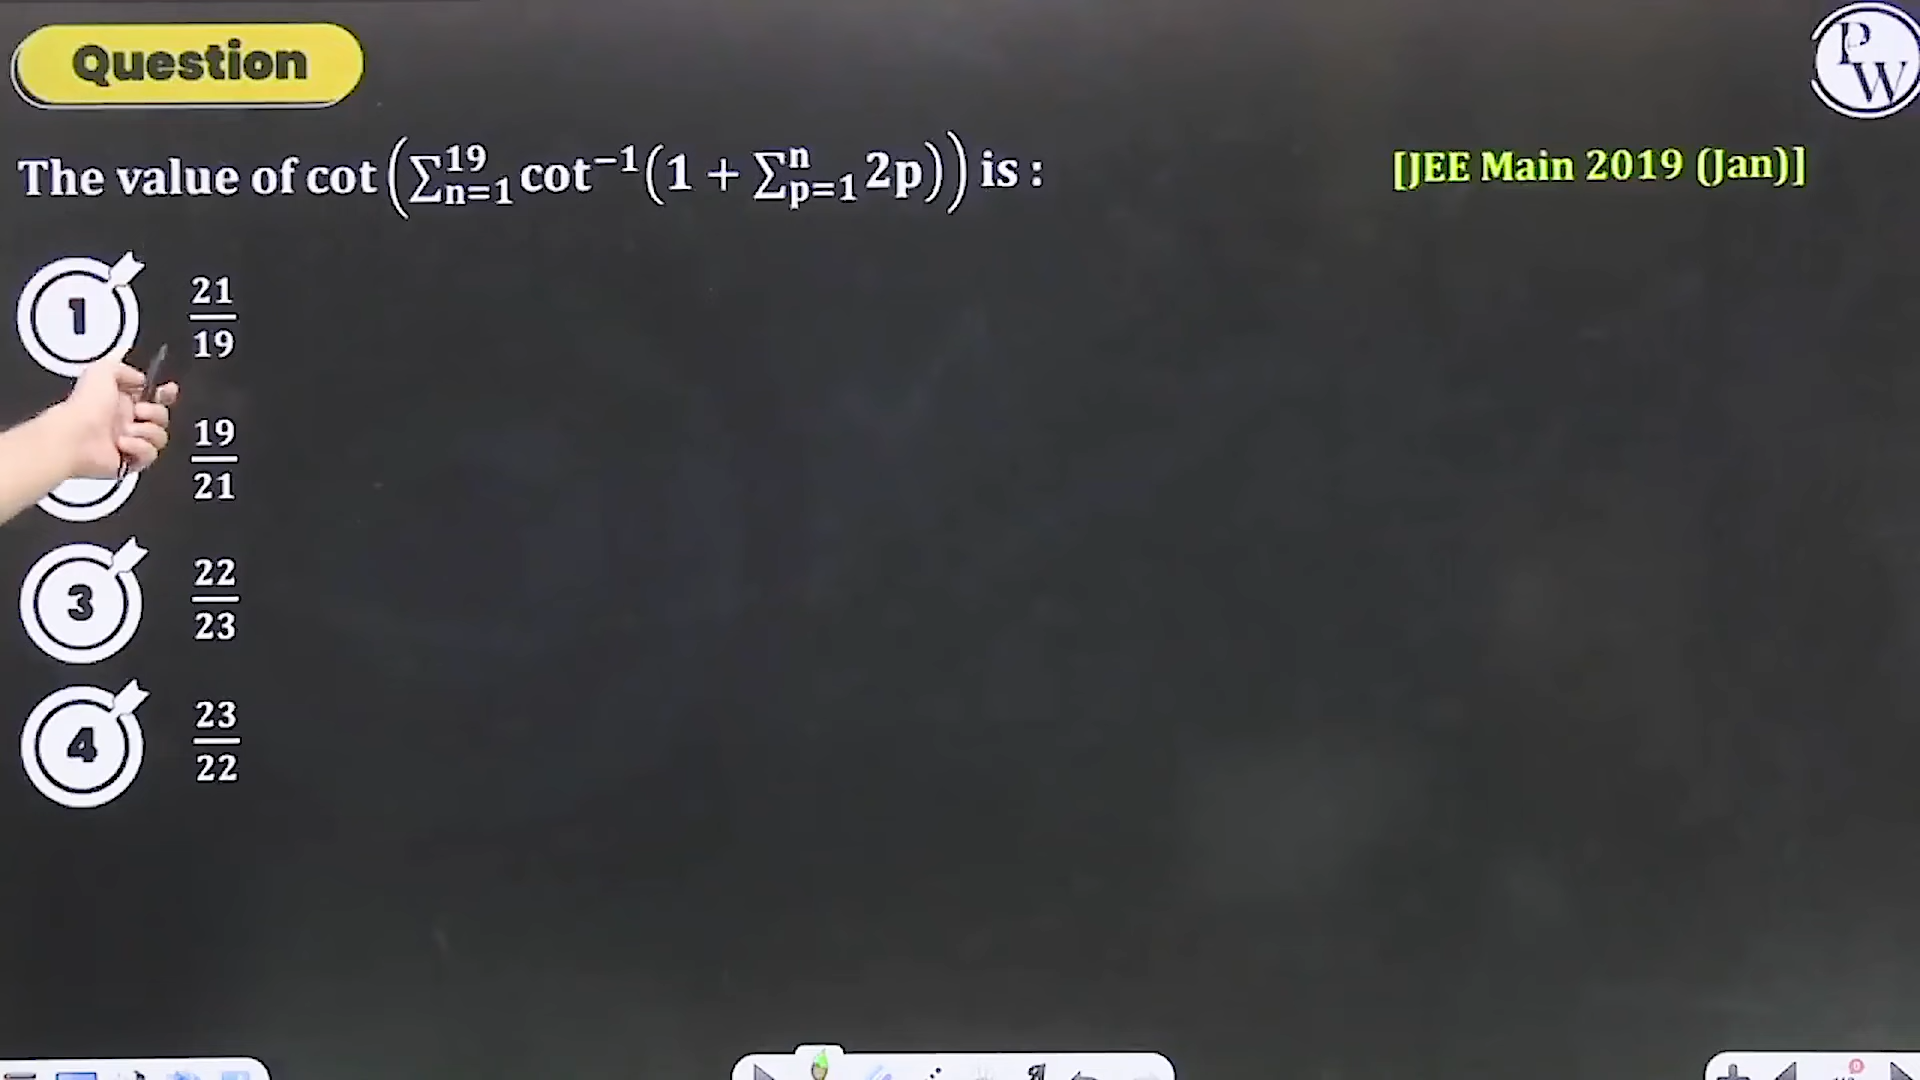 Question
PW
The value of cot (∑₍ₙ₌₁₎¹⁹ cot⁻¹(1 + ∑₍ₚ₌₁₎ⁿ 2p)) is :
[JEE Main 2019 (Jan)]
1 21/19
19/21
3 22/23
4 23/22